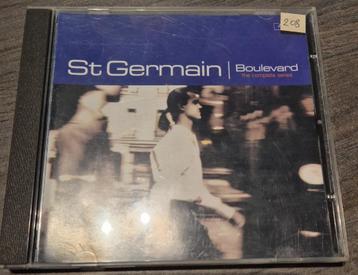 208
St Germain | Boulevard
the complete series